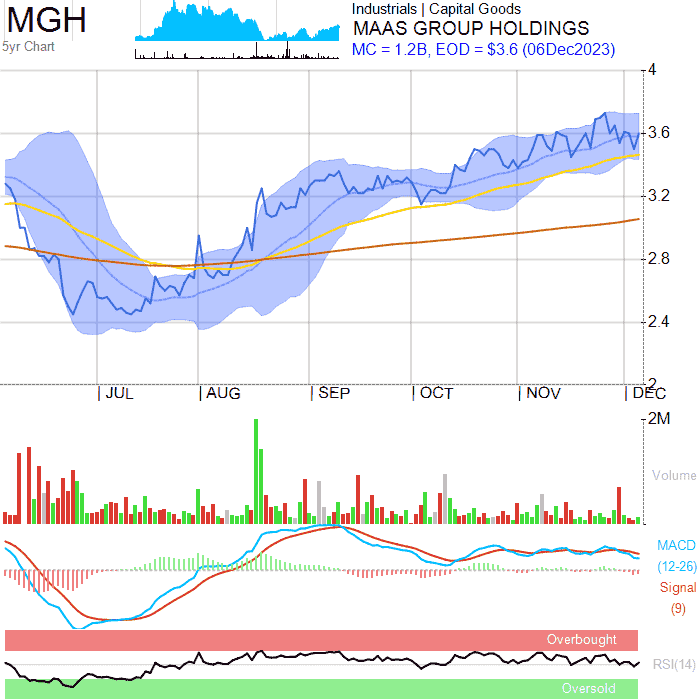 MGH
5yr Chart
Industrials | Capital Goods
MAAS GROUP HOLDINGS
MC = 1.2B, EOD = $3.6 (06Dec2023)
4
3.6
3.2
2.8
2.4
2
JUL AUG SEP OCT NOV DEC
2M
Volume
MACD
(12-26)
Signal
(9)
Overbought
RSI(14)
Oversold